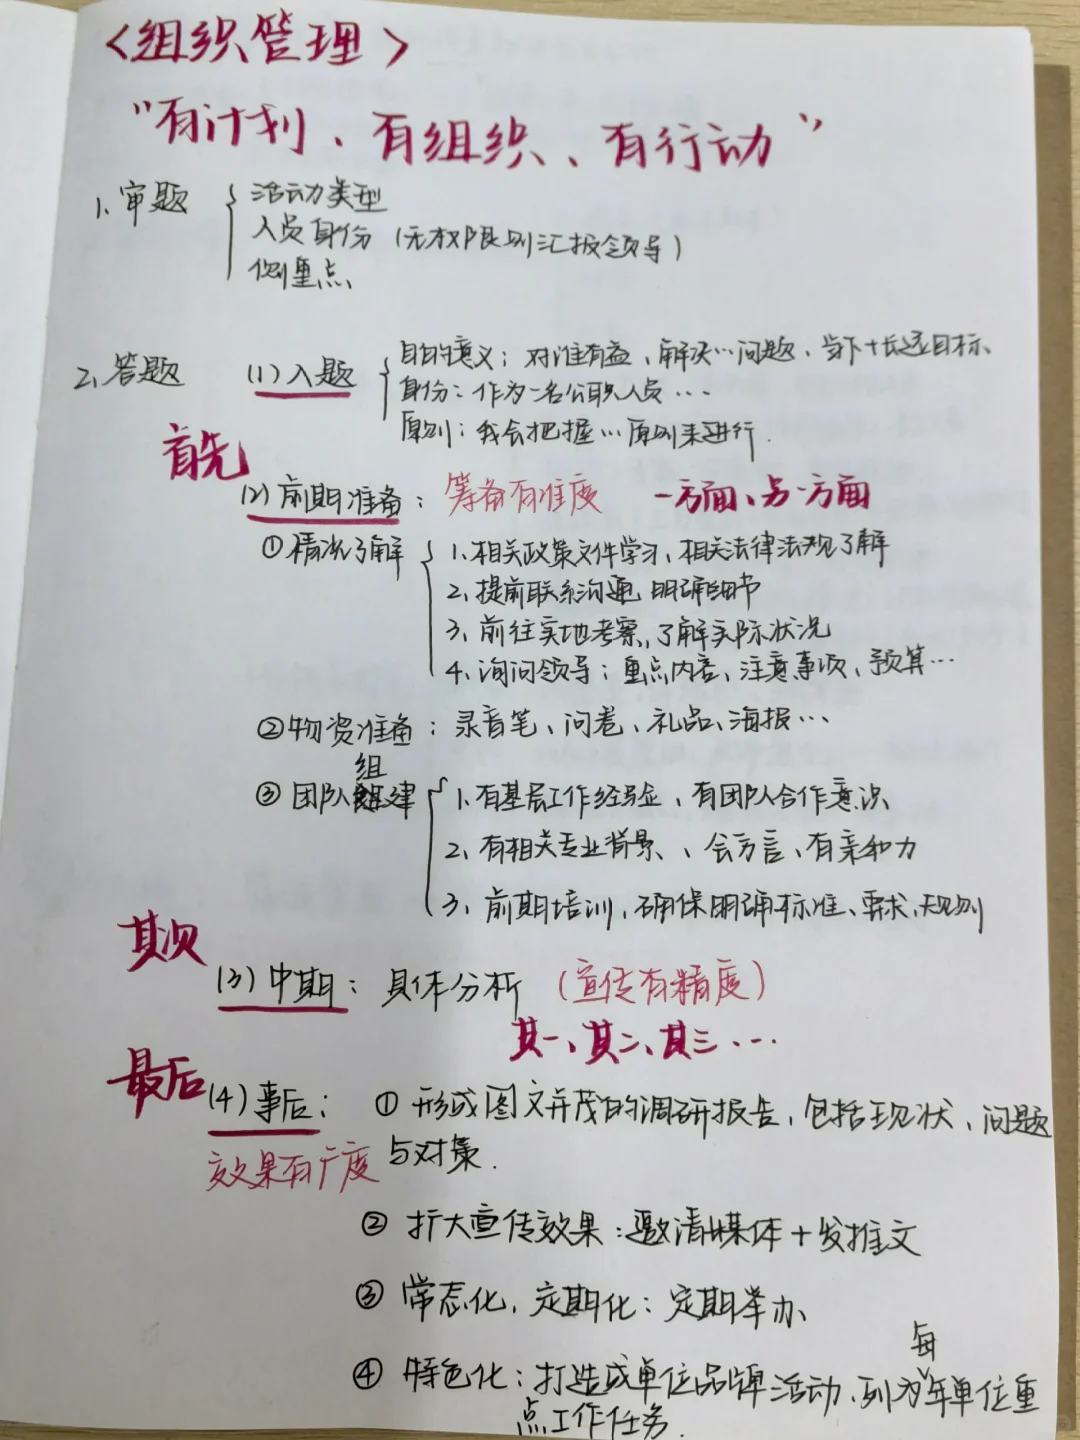 <组织管理>
“有计划、有组织、有行动”
1、审题 活动类型
人员身份（无权限则汇报领导）
侧重点
2、答题 (1)入题 目的意义：对谁有益、解决…问题、当下+长远目标、
身份：作为一名公职人员…
原则：我会把握…原则来进行.
首先
(2)前期准备：筹备有准度 一方面、另一方面
①情况了解 1、相关政策文件学习、相关法律法规了解
2、提前联系沟通 明确细节
3、前往实地考察,了解实际状况
4、询问领导：重点内容、注意事项、预算…
②物资准备：录音笔、问卷、礼品、海报…
③团队组建 1、有基层工作经验、有团队合作意识
2、有相关专业背景、、会方言、有亲和力
3、前期培训,确保明确标准、要求、规则
其次
(3)中期：具体分析（宣传有精度）
其一、其二、其三…
最后
(4)事后：①形成图文并茂的调研报告,包括现状、问题
效果有广度 与对策.
②扩大宣传效果：邀请媒体+发推文
③常态化,定期化：定期举办
④特色化：打造成单位品牌活动、列为每年单位重
点工作任务.